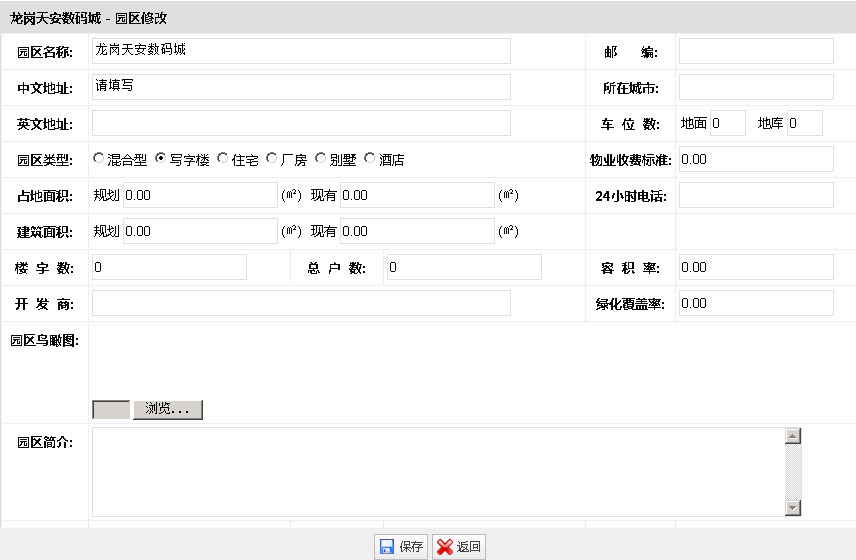 龙岗天安数码城 - 园区修改
园区名称: 龙岗天安数码城 邮 编:
中文地址: 请填写 所在城市:
英文地址: 车 位 数: 地面 0 地库 0
园区类型: 混合型 写字楼 住宅 厂房 别墅 酒店 物业收费标准: 0.00
占地面积: 规划 0.00 (㎡) 现有 0.00 (㎡) 24小时电话:
建筑面积: 规划 0.00 (㎡) 现有 0.00 (㎡)
楼 宇 数: 0 总 户 数: 0 容 积 率: 0.00
开 发 商: 绿化覆盖率: 0.00
园区鸟瞰图:
浏览...
园区简介:
保存 返回